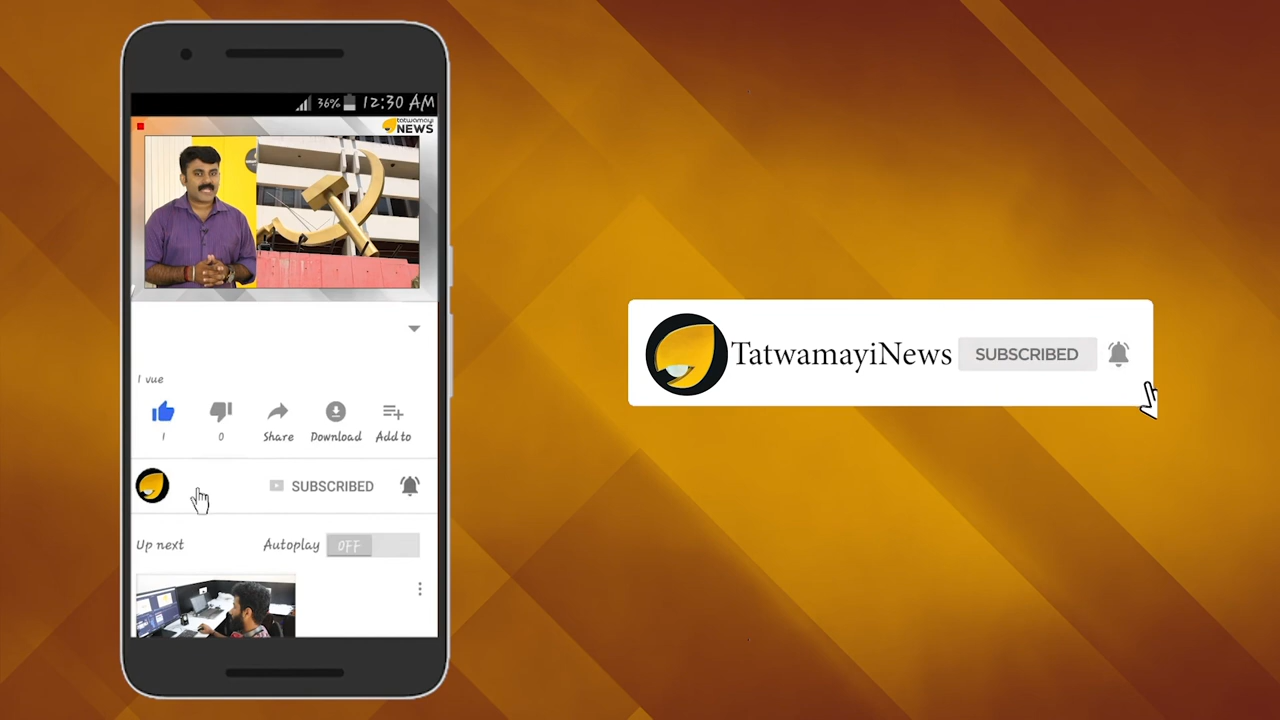 36% 12:30 AM
tatwamayi
NEWS
1 vue
1 0 Share Download Add to
SUBSCRIBED
Up next Autoplay OFF
TatwamayiNews SUBSCRIBED